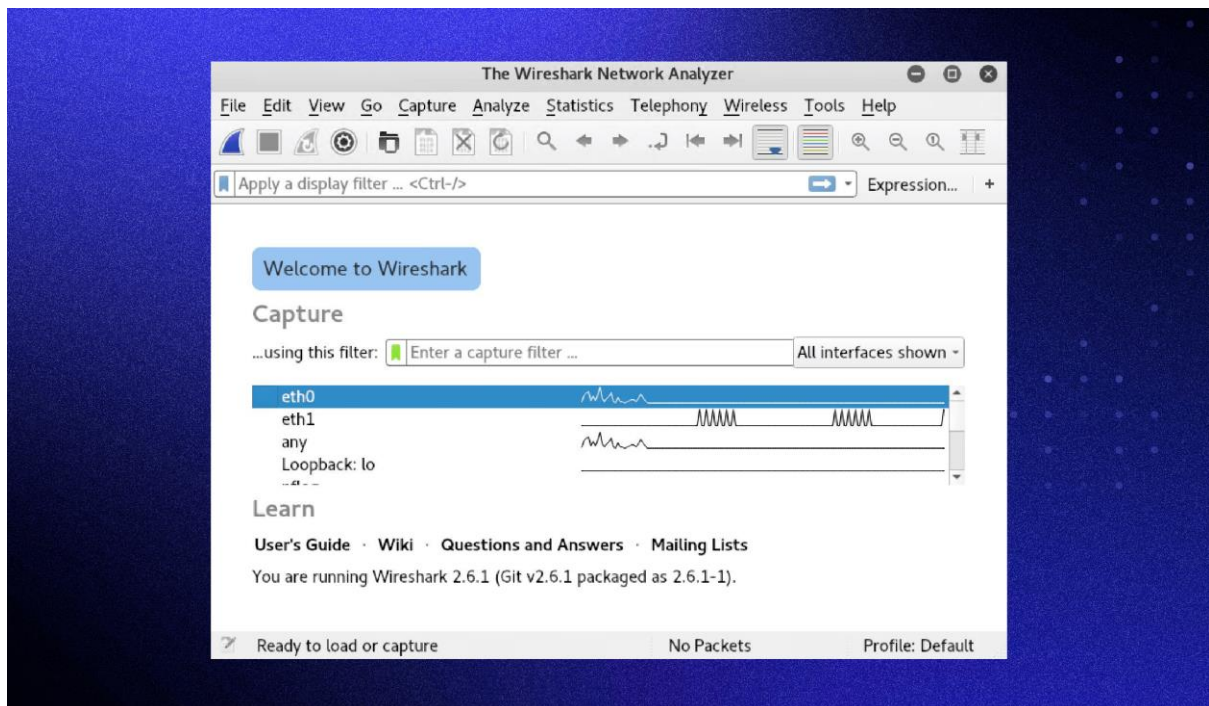 The Wireshark Network Analyzer
File Edit View Go Capture Analyze Statistics Telephony Wireless Tools Help
Apply a display filter ... <Ctrl-/> Expression... +
Welcome to Wireshark
Capture
...using this filter: Enter a capture filter ... All interfaces shown
eth0
eth1
any
Loopback: lo
Learn
User's Guide · Wiki · Questions and Answers · Mailing Lists
You are running Wireshark 2.6.1 (Git v2.6.1 packaged as 2.6.1-1).
Ready to load or capture No Packets Profile: Default